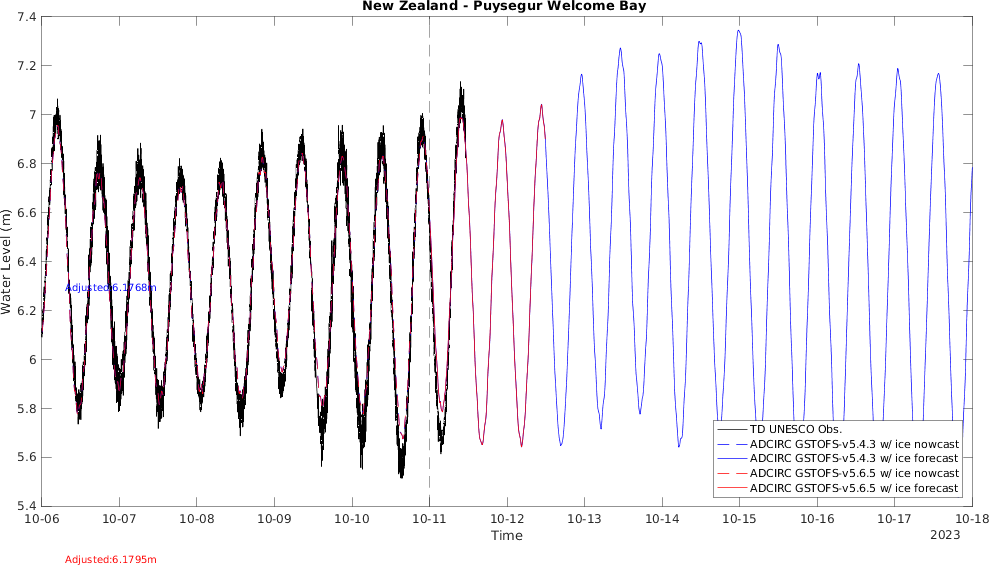 New Zealand - Puysegur Welcome Bay
7.4
7.2
7
6.8
6.6
6.4
6.2
6
5.8
5.6
5.4
Water Level (m)
Adjusted:6.1768m
TD UNESCO Obs.
ADCIRC GSTOFS-v5.4.3 w/ ice nowcast
ADCIRC GSTOFS-v5.4.3 w/ ice forecast
ADCIRC GSTOFS-v5.6.5 w/ ice nowcast
ADCIRC GSTOFS-v5.6.5 w/ ice forecast
10-06 10-07 10-08 10-09 10-10 10-11 10-12 10-13 10-14 10-15 10-16 10-17 10-18
Time
2023
Adjusted:6.1795m